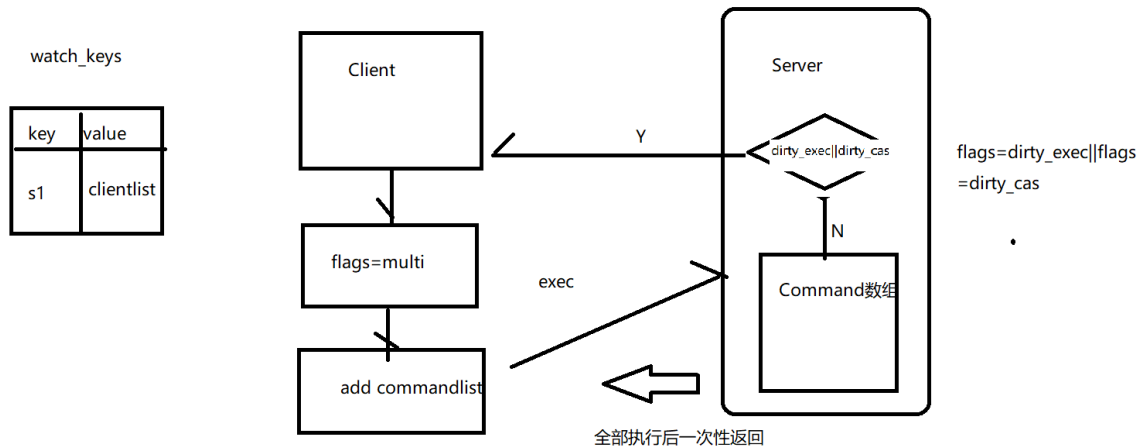 watch_keys
key value
s1 clientlist
Client
flags=multi
add commandlist
exec
Y
Server
dirty_exec||dirty_cas
N
Command数组
flags=dirty_exec||flags
=dirty_cas
全部执行后一次性返回